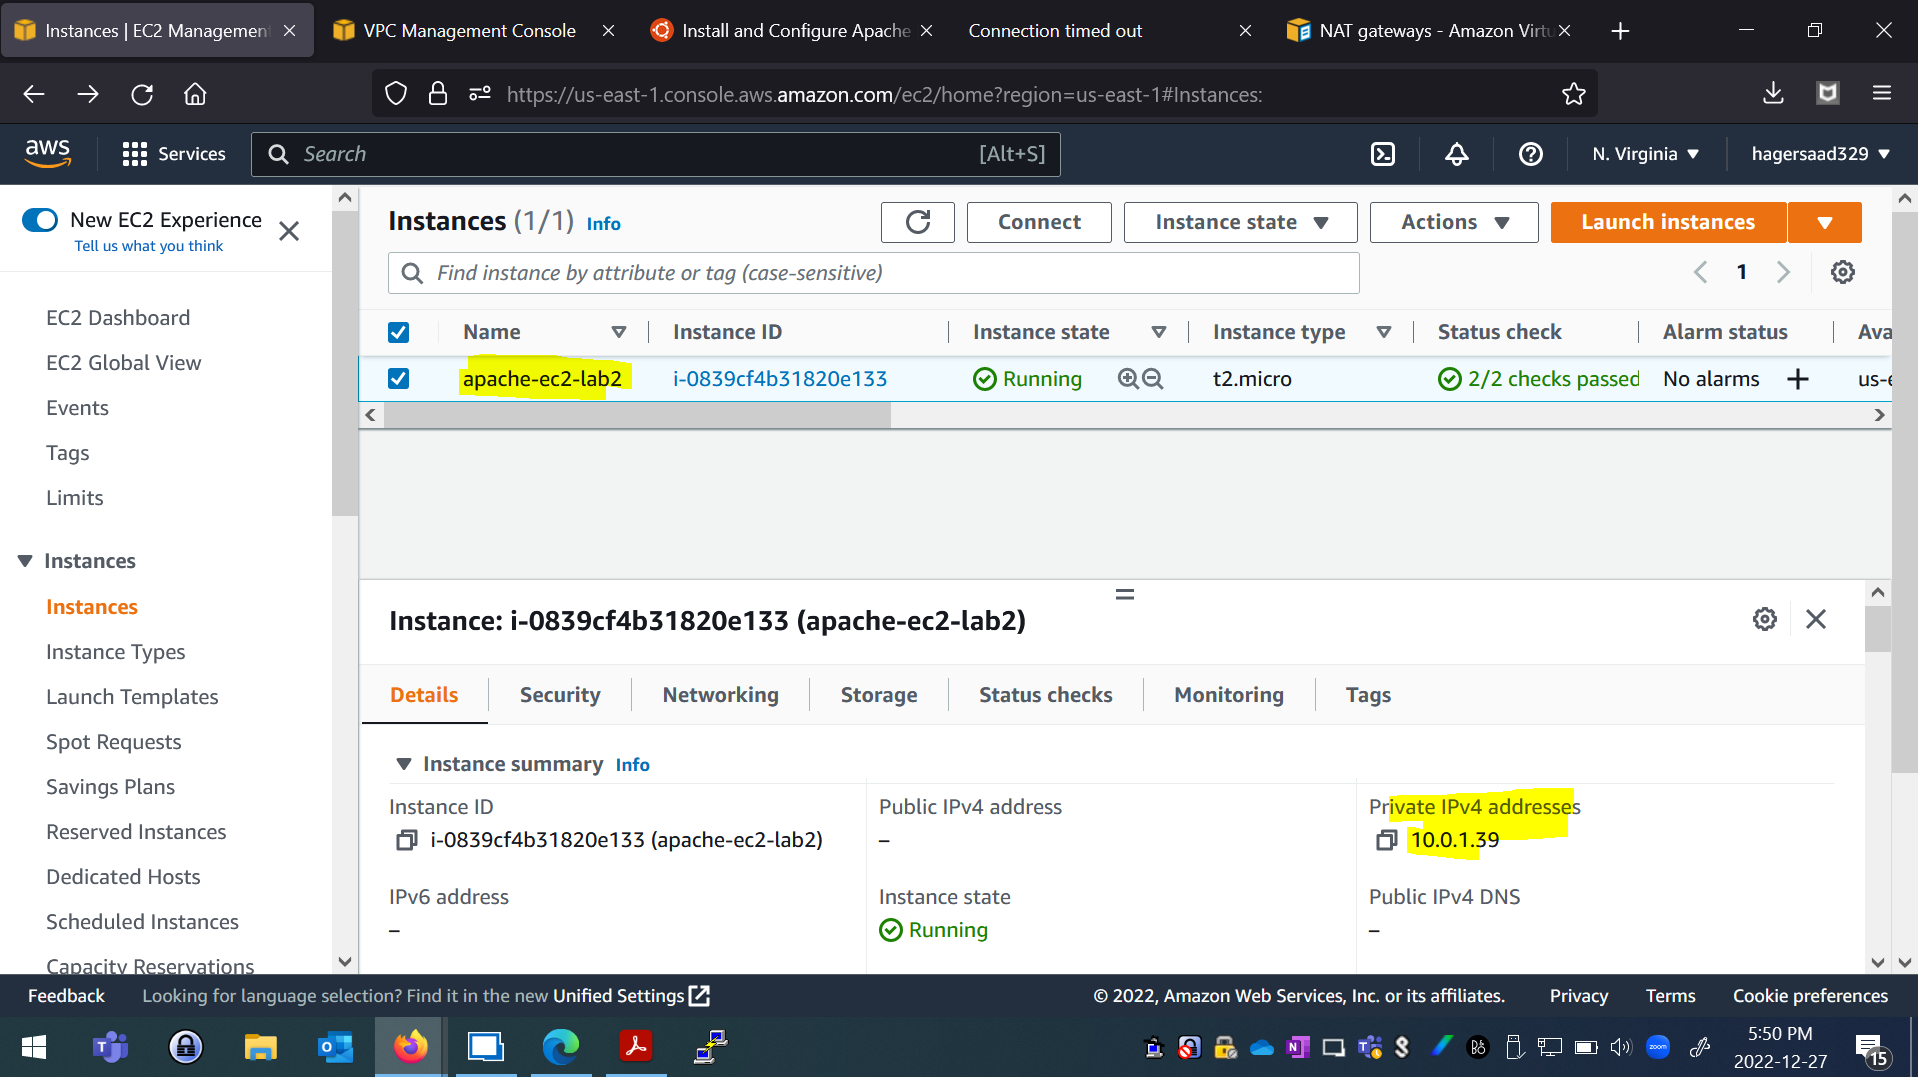 Instances | EC2 Management
VPC Management Console
Install and Configure Apache
Connection timed out
NAT gateways - Amazon Virtu
https://us-east-1.console.aws.amazon.com/ec2/home?region=us-east-1#Instances:
aws
Services
Search
[Alt+S]
N. Virginia
hagersaad329
New EC2 Experience
Tell us what you think
EC2 Dashboard
EC2 Global View
Events
Tags
Limits
Instances
Instances
Instance Types
Launch Templates
Spot Requests
Savings Plans
Reserved Instances
Dedicated Hosts
Scheduled Instances
Capacity Reservations
Instances (1/1) Info
Connect
Instance state
Actions
Launch instances
Find instance by attribute or tag (case-sensitive)
1
Name Instance ID Instance state Instance type Status check Alarm status Ava
apache-ec2-lab2 i-0839cf4b31820e133 Running t2.micro 2/2 checks passed No alarms + us-e
Instance: i-0839cf4b31820e133 (apache-ec2-lab2)
Details Security Networking Storage Status checks Monitoring Tags
Instance summary Info
Instance ID
i-0839cf4b31820e133 (apache-ec2-lab2)
Public IPv4 address
–
Private IPv4 addresses
10.0.1.39
IPv6 address
–
Instance state
Running
Public IPv4 DNS
–
Feedback
Looking for language selection? Find it in the new Unified Settings
© 2022, Amazon Web Services, Inc. or its affiliates.
Privacy
Terms
Cookie preferences
zoom
5:50 PM
2022-12-27
15